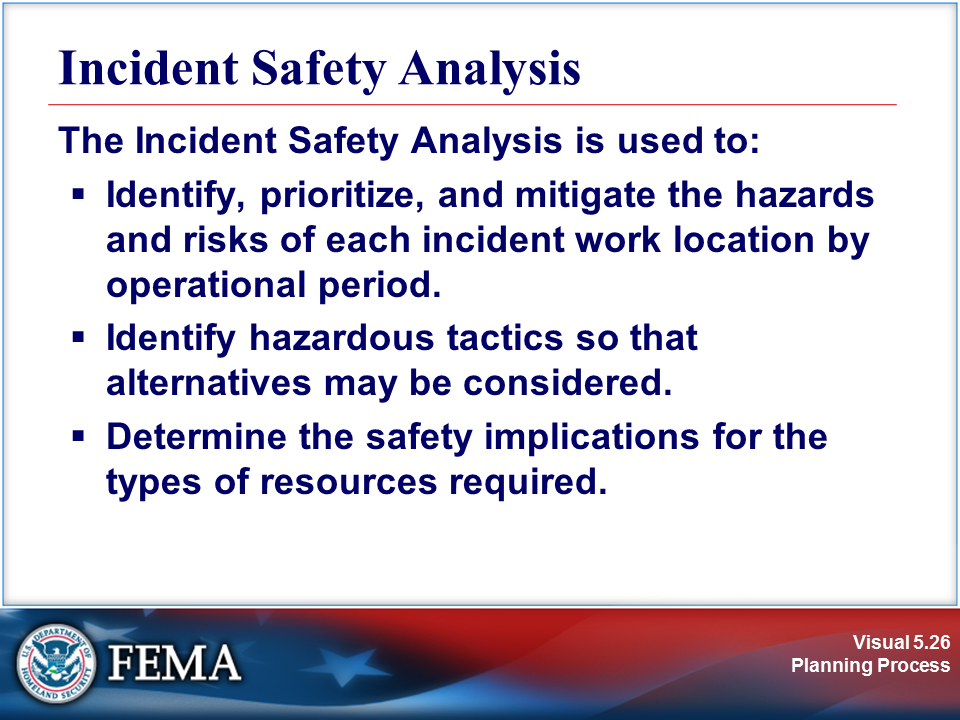 Incident Safety Analysis
The Incident Safety Analysis is used to:
▪ Identify, prioritize, and mitigate the hazards
and risks of each incident work location by
operational period.
▪ Identify hazardous tactics so that
alternatives may be considered.
▪ Determine the safety implications for the
types of resources required.
U.S. DEPARTMENT OF
HOMELAND SECURITY
FEMA
Visual 5.26
Planning Process